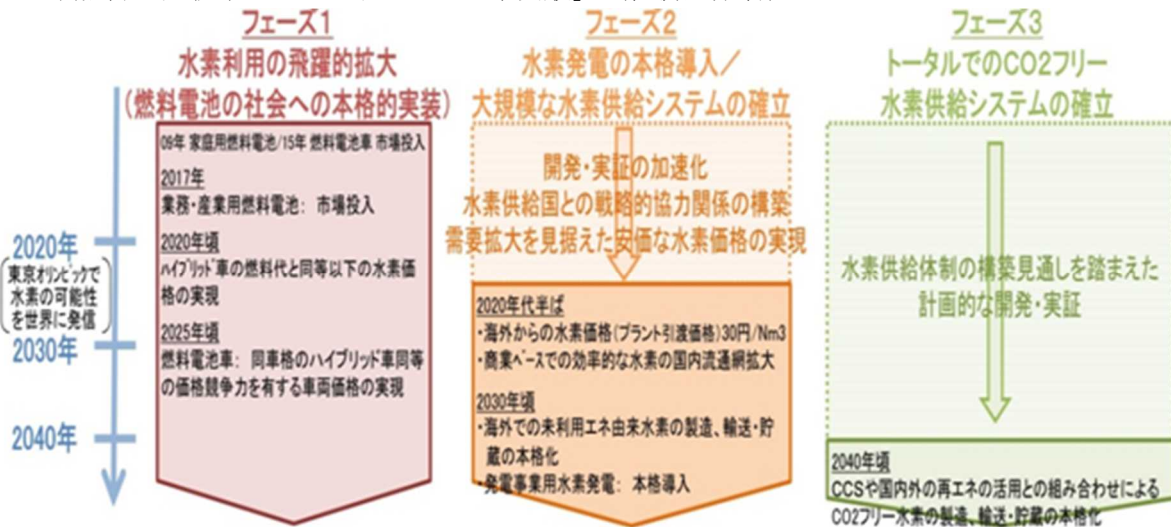 フェーズ1
水素利用の飛躍的拡大
(燃料電池の社会への本格的実装)
09年 家庭用燃料電池/15年 燃料電池車 市場投入
2017年
業務・産業用燃料電池: 市場投入
2020年頃
ハイブリッド車の燃料代と同等以下の水素価
格の実現
2025年頃
燃料電池車: 同車格のハイブリッド車同等
の価格競争力を有する車両価格の実現
2020年
東京オリンピックで
水素の可能性
を世界に発信
2030年
2040年
フェーズ2
水素発電の本格導入/
大規模な水素供給システムの確立
開発・実証の加速化
水素供給国との戦略的協力関係の構築
需要拡大を見据えた安価な水素価格の実現
2020年代半ば
・海外からの水素価格(プラント引渡価格)30円/Nm3
・商業ベースでの効率的な水素の国内流通網拡大
2030年頃
・海外での未利用エネ由来水素の製造、輸送・貯
蔵の本格化
・発電事業用水素発電: 本格導入
フェーズ3
トータルでのCO2フリー
水素供給システムの確立
水素供給体制の構築見通しを踏まえた
計画的な開発・実証
2040年頃
CCSや国内外の再エネの活用との組み合わせによる
CO2フリー水素の製造、輸送・貯蔵の本格化